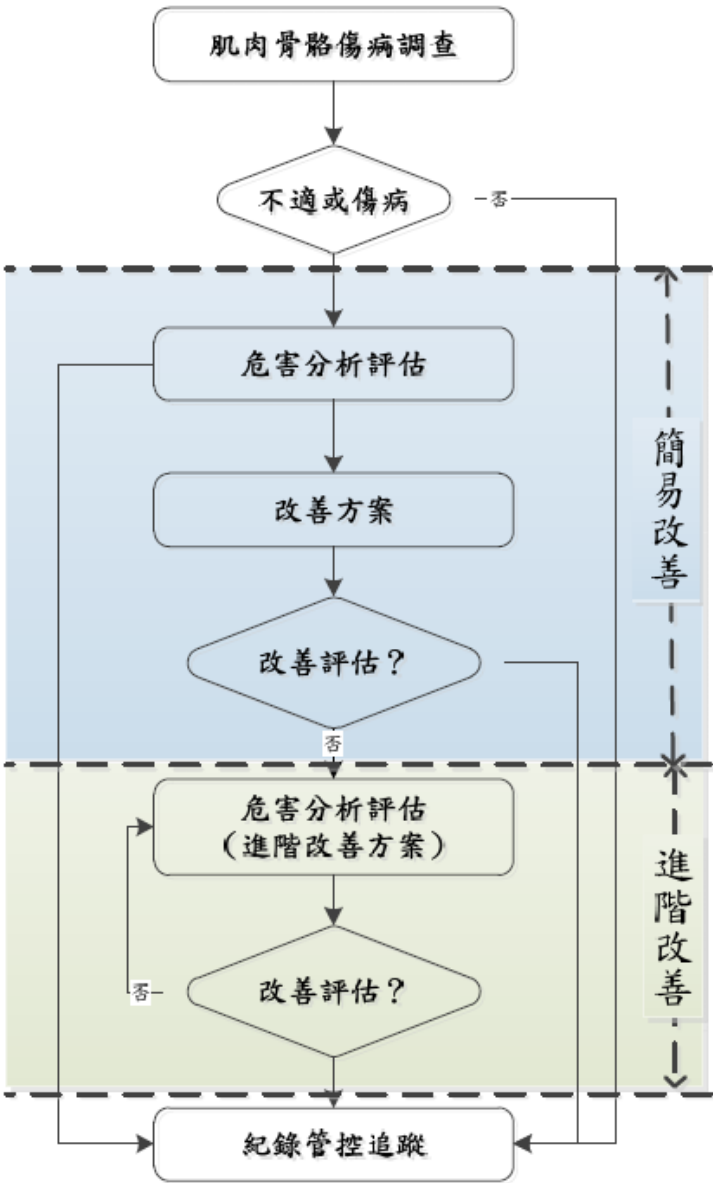 肌肉骨骼傷病調查
不適或傷病
否
危害分析評估
簡易改善
改善方案
改善評估？
否
危害分析評估
（進階改善方案）
進階改善
改善評估？
否
紀錄管控追蹤